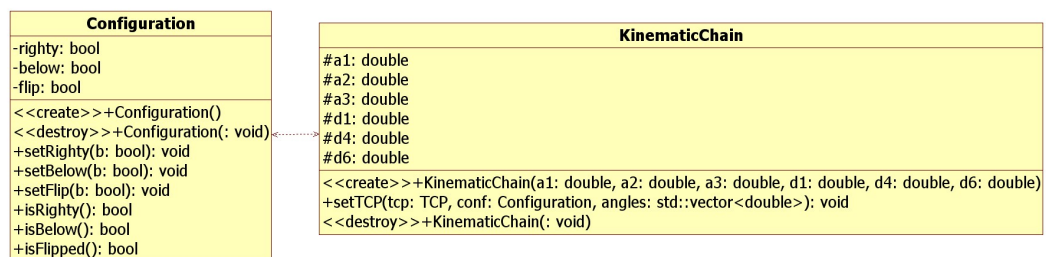 Configuration
-righty: bool
-below: bool
-flip: bool
<<create>>+Configuration()
<<destroy>>+Configuration(: void)
+setRighty(b: bool): void
+setBelow(b: bool): void
+setFlip(b: bool): void
+isRighty(): bool
+isBelow(): bool
+isFlipped(): bool
KinematicChain
#a1: double
#a2: double
#a3: double
#d1: double
#d4: double
#d6: double
<<create>>+KinematicChain(a1: double, a2: double, a3: double, d1: double, d4: double, d6: double)
+setTCP(tcp: TCP, conf: Configuration, angles: std::vector<double>): void
<<destroy>>+KinematicChain(: void)